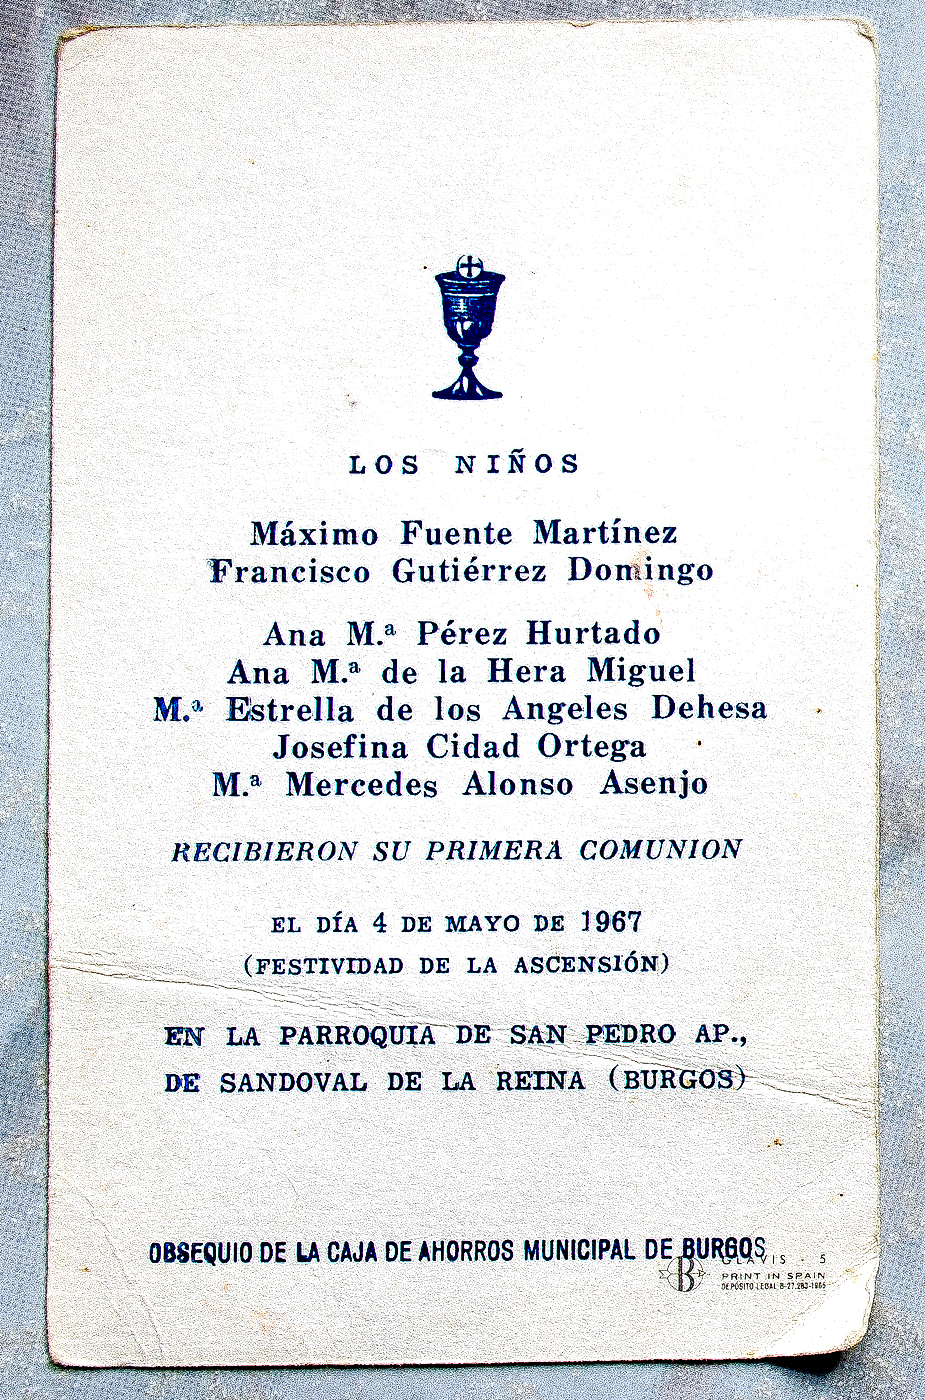 LOS NIÑOS
Máximo Fuente Martínez
Francisco Gutiérrez Domingo
Ana M.ª Pérez Hurtado
Ana M.ª de la Hera Miguel
M.ª Estrella de los Angeles Dehesa
Josefina Cidad Ortega
M.ª Mercedes Alonso Asenjo
RECIBIERON SU PRIMERA COMUNION
EL DÍA 4 DE MAYO DE 1967
(FESTIVIDAD DE LA ASCENSIÓN)
EN LA PARROQUIA DE SAN PEDRO AP.,
DE SANDOVAL DE LA REINA (BURGOS)
OBSEQUIO DE LA CAJA DE AHORROS MUNICIPAL DE BURGOS
B
CLAVIS - 5
PRINT IN SPAIN
DEPÓSITO LEGAL